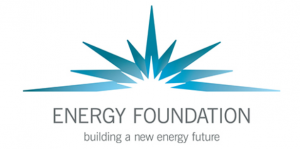 ENERGY FOUNDATION
building a new energy future